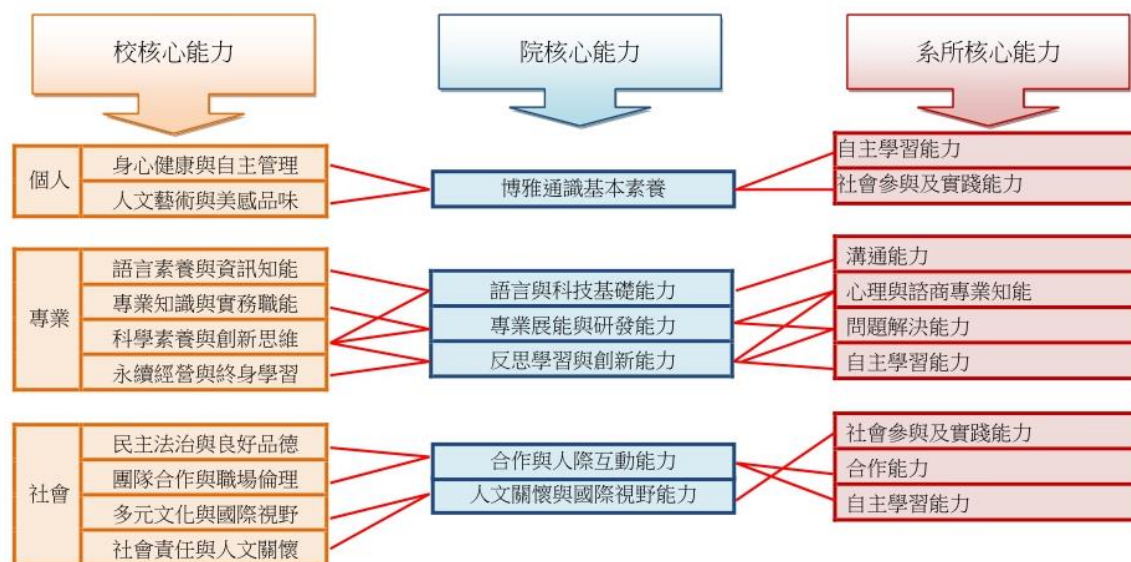 校核心能力
院核心能力
系所核心能力
個人
身心健康與自主管理
人文藝術與美感品味
博雅通識基本素養
自主學習能力
社會參與及實踐能力
專業
語言素養與資訊知能
專業知識與實務職能
科學素養與創新思維
永續經營與終身學習
語言與科技基礎能力
專業展能與研發能力
反思學習與創新能力
溝通能力
心理與諮商專業知能
問題解決能力
自主學習能力
社會
民主法治與良好品德
團隊合作與職場倫理
多元文化與國際視野
社會責任與人文關懷
合作與人際互動能力
人文關懷與國際視野能力
社會參與及實踐能力
合作能力
自主學習能力